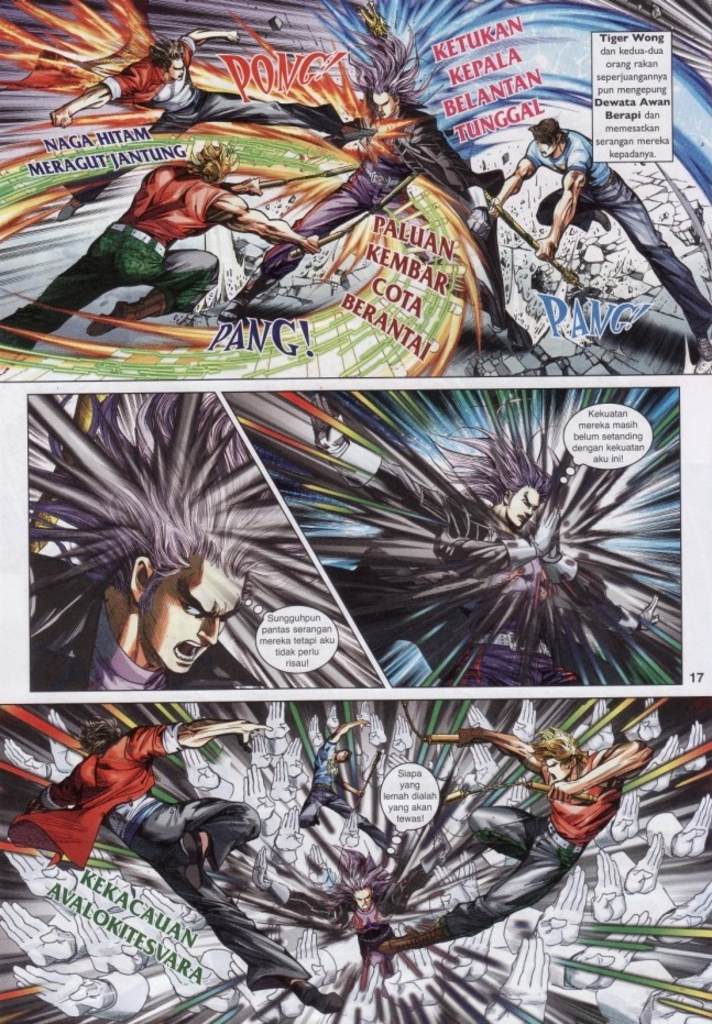 PONG!
KETUKAN
KEPALA
BELANTAN
TUNGGAL
Tiger Wong
dan kedua-dua
orang rakan
seperjuangannya
pun mengepung
Dewata Awan
Berapi dan
memesatkan
serangan mereka
kepadanya.
NAGA HITAM
MERAGUT JANTUNG
PALUAN
KEMBAR
COTA
BERANTAI
PANG!
PANG!
Sungguhpun
pantas serangan
mereka tetapi aku
tidak perlu
risau!
Kekuatan
mereka masih
belum setanding
dengan kekuatan
aku ini!
17
Siapa
yang
lemah dialah
yang akan
tewas!
KEKACAUAN
AVALOKITESVARA